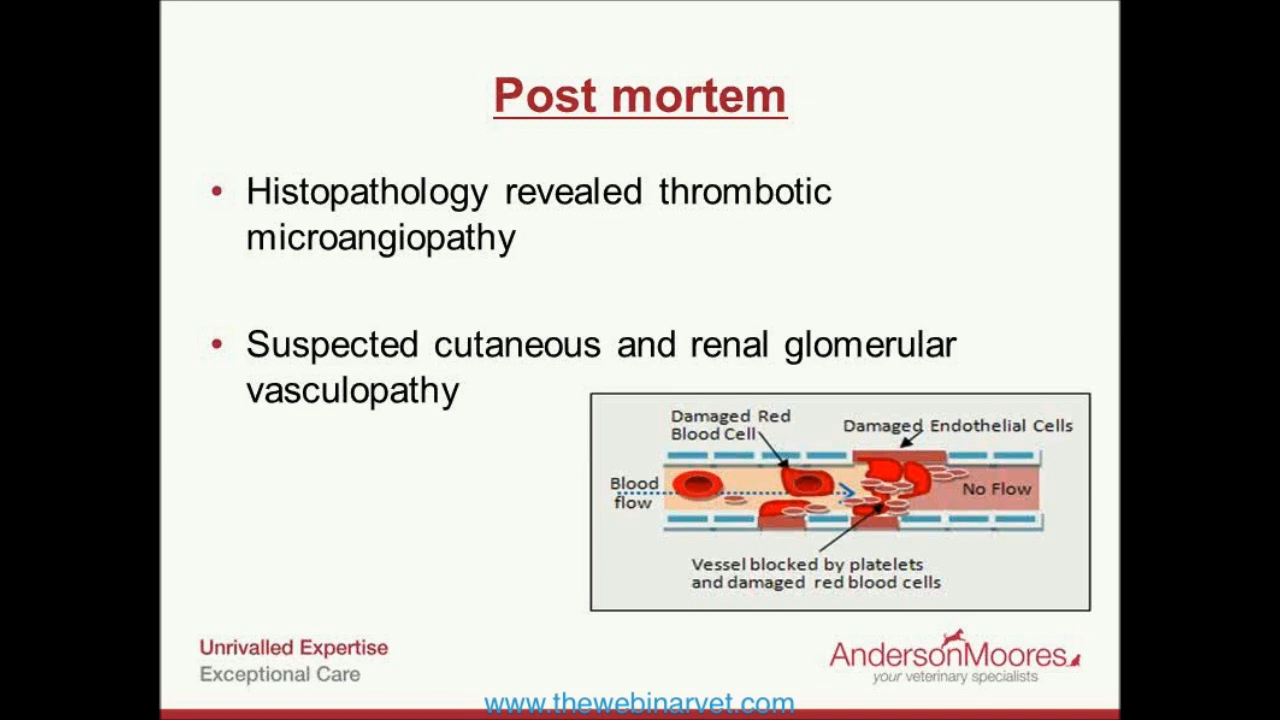 Post mortem
• Histopathology revealed thrombotic
microangiopathy
• Suspected cutaneous and renal glomerular
vasculopathy
Damaged Red
Blood Cell
Damaged Endothelial Cells
Blood
flow
No Flow
Vessel blocked by platelets
and damaged red blood cells
Unrivalled Expertise
Exceptional Care
AndersonMoores
your veterinary specialists
www.thewebinarvet.com